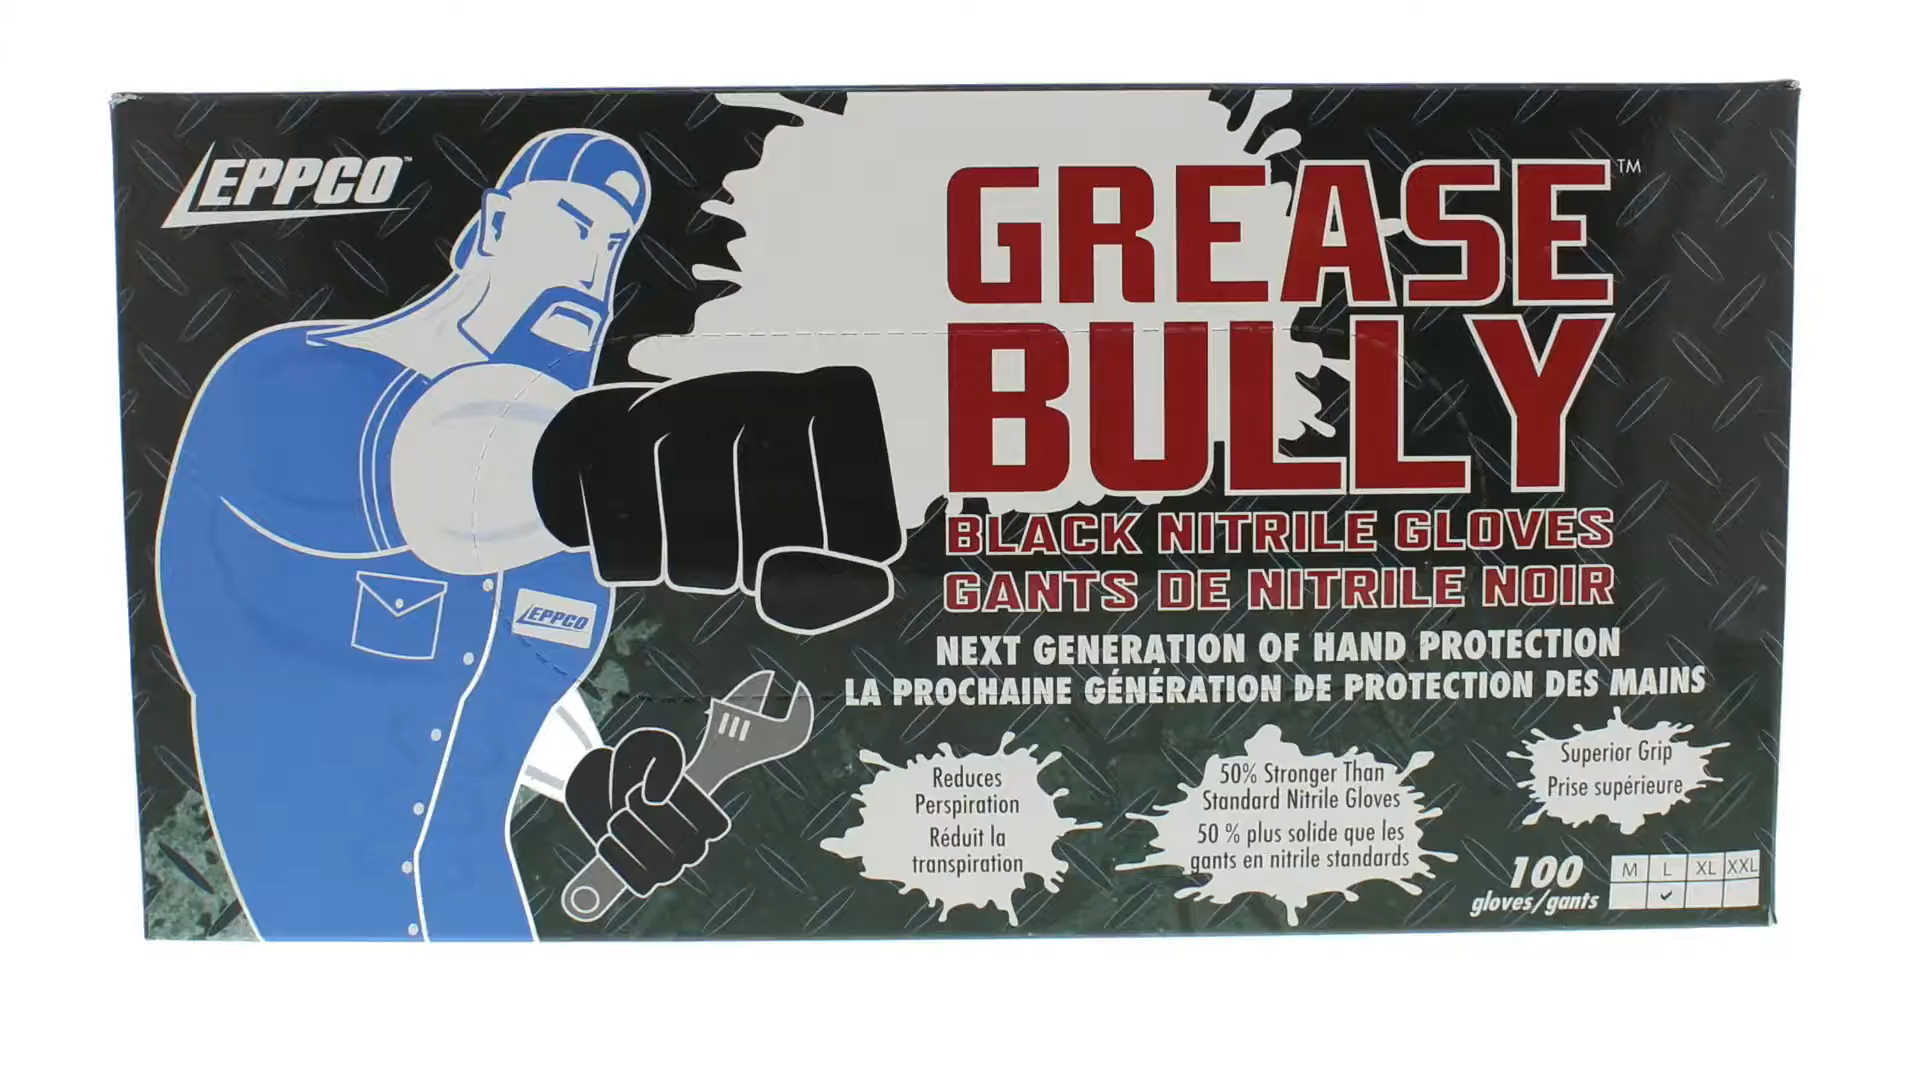 EPPCO™
GREASE™
BULLY
BLACK NITRILE GLOVES
GANTS DE NITRILE NOIR
NEXT GENERATION OF HAND PROTECTION
LA PROCHAINE GÉNÉRATION DE PROTECTION DES MAINS
EPPCO
Reduces
Perspiration
Réduit la
transpiration
50% Stronger Than
Standard Nitrile Gloves
50 % plus solide que les
gants en nitrile standards
Superior Grip
Prise supérieure
100
gloves/gants
M L XL XXL